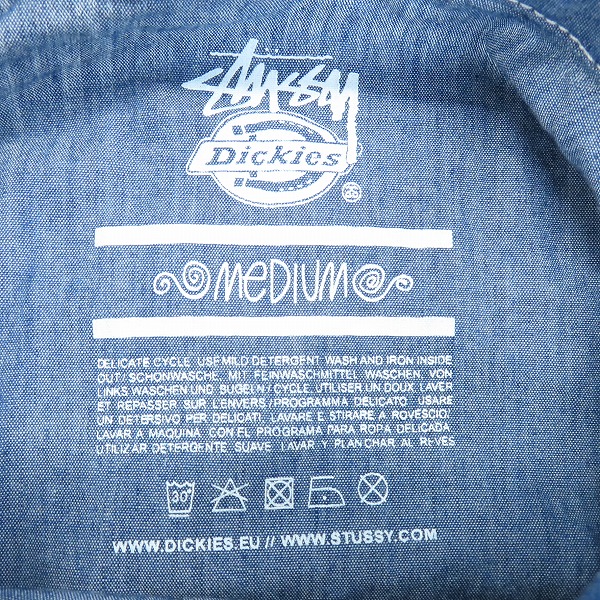 STUSSY
Dickies
MEDIUM
DELICATE CYCLE, USE MILD DETERGENT WASH AND IRON INSIDE
OUT/ SCHONWÄSCHE, MIT FEINWASCHMITTEL WASCHEN, VON
LINKS WASCHEN UND BUGELN / CYCLE, UTILISER UN DOUX, LAVER
ET REPASSER SUR L'ENVERS / PROGRAMMA DELICATO, USARE
UN DETERSIVO PER DELICATI, LAVARE E STIRARE A ROVESCIO/
LAVAR A MAQUINA, CON EL PROGRAMA PARA ROPA DELICADA,
UTILIZAR DETERGENTE SUAVE, LAVAR Y PLANCHAR AL REVES
30°
WWW.DICKIES.EU // WWW.STUSSY.COM